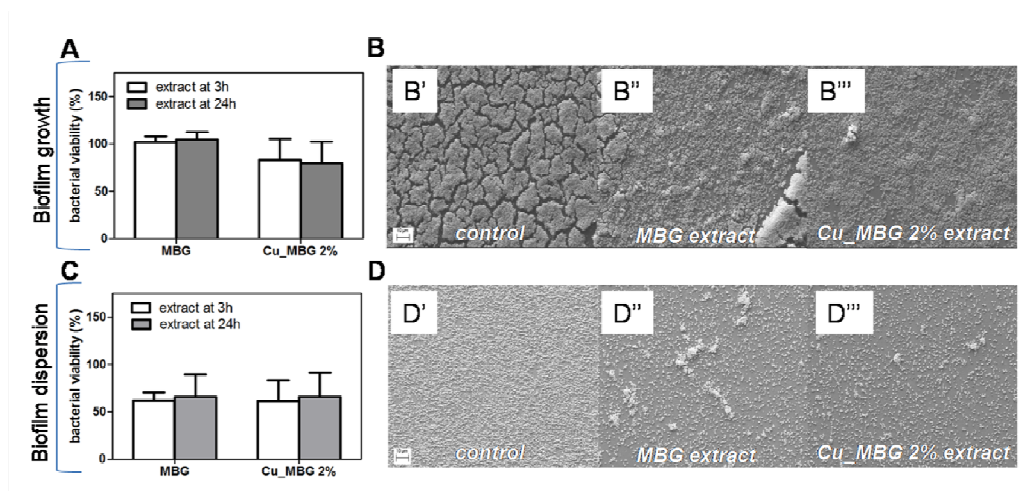 A
Biofilm growth
bacterial viability (%)
150
100
50
0
extract at 3h
extract at 24h
MBG
Cu_MBG 2%
B
B'
control
B''
MBG extract
B'''
Cu_MBG 2% extract
C
Biofilm dispersion
bacterial viability (%)
150
100
50
0
extract at 3h
extract at 24h
MBG
Cu_MBG 2%
D
D'
control
D''
MBG extract
D'''
Cu_MBG 2% extract